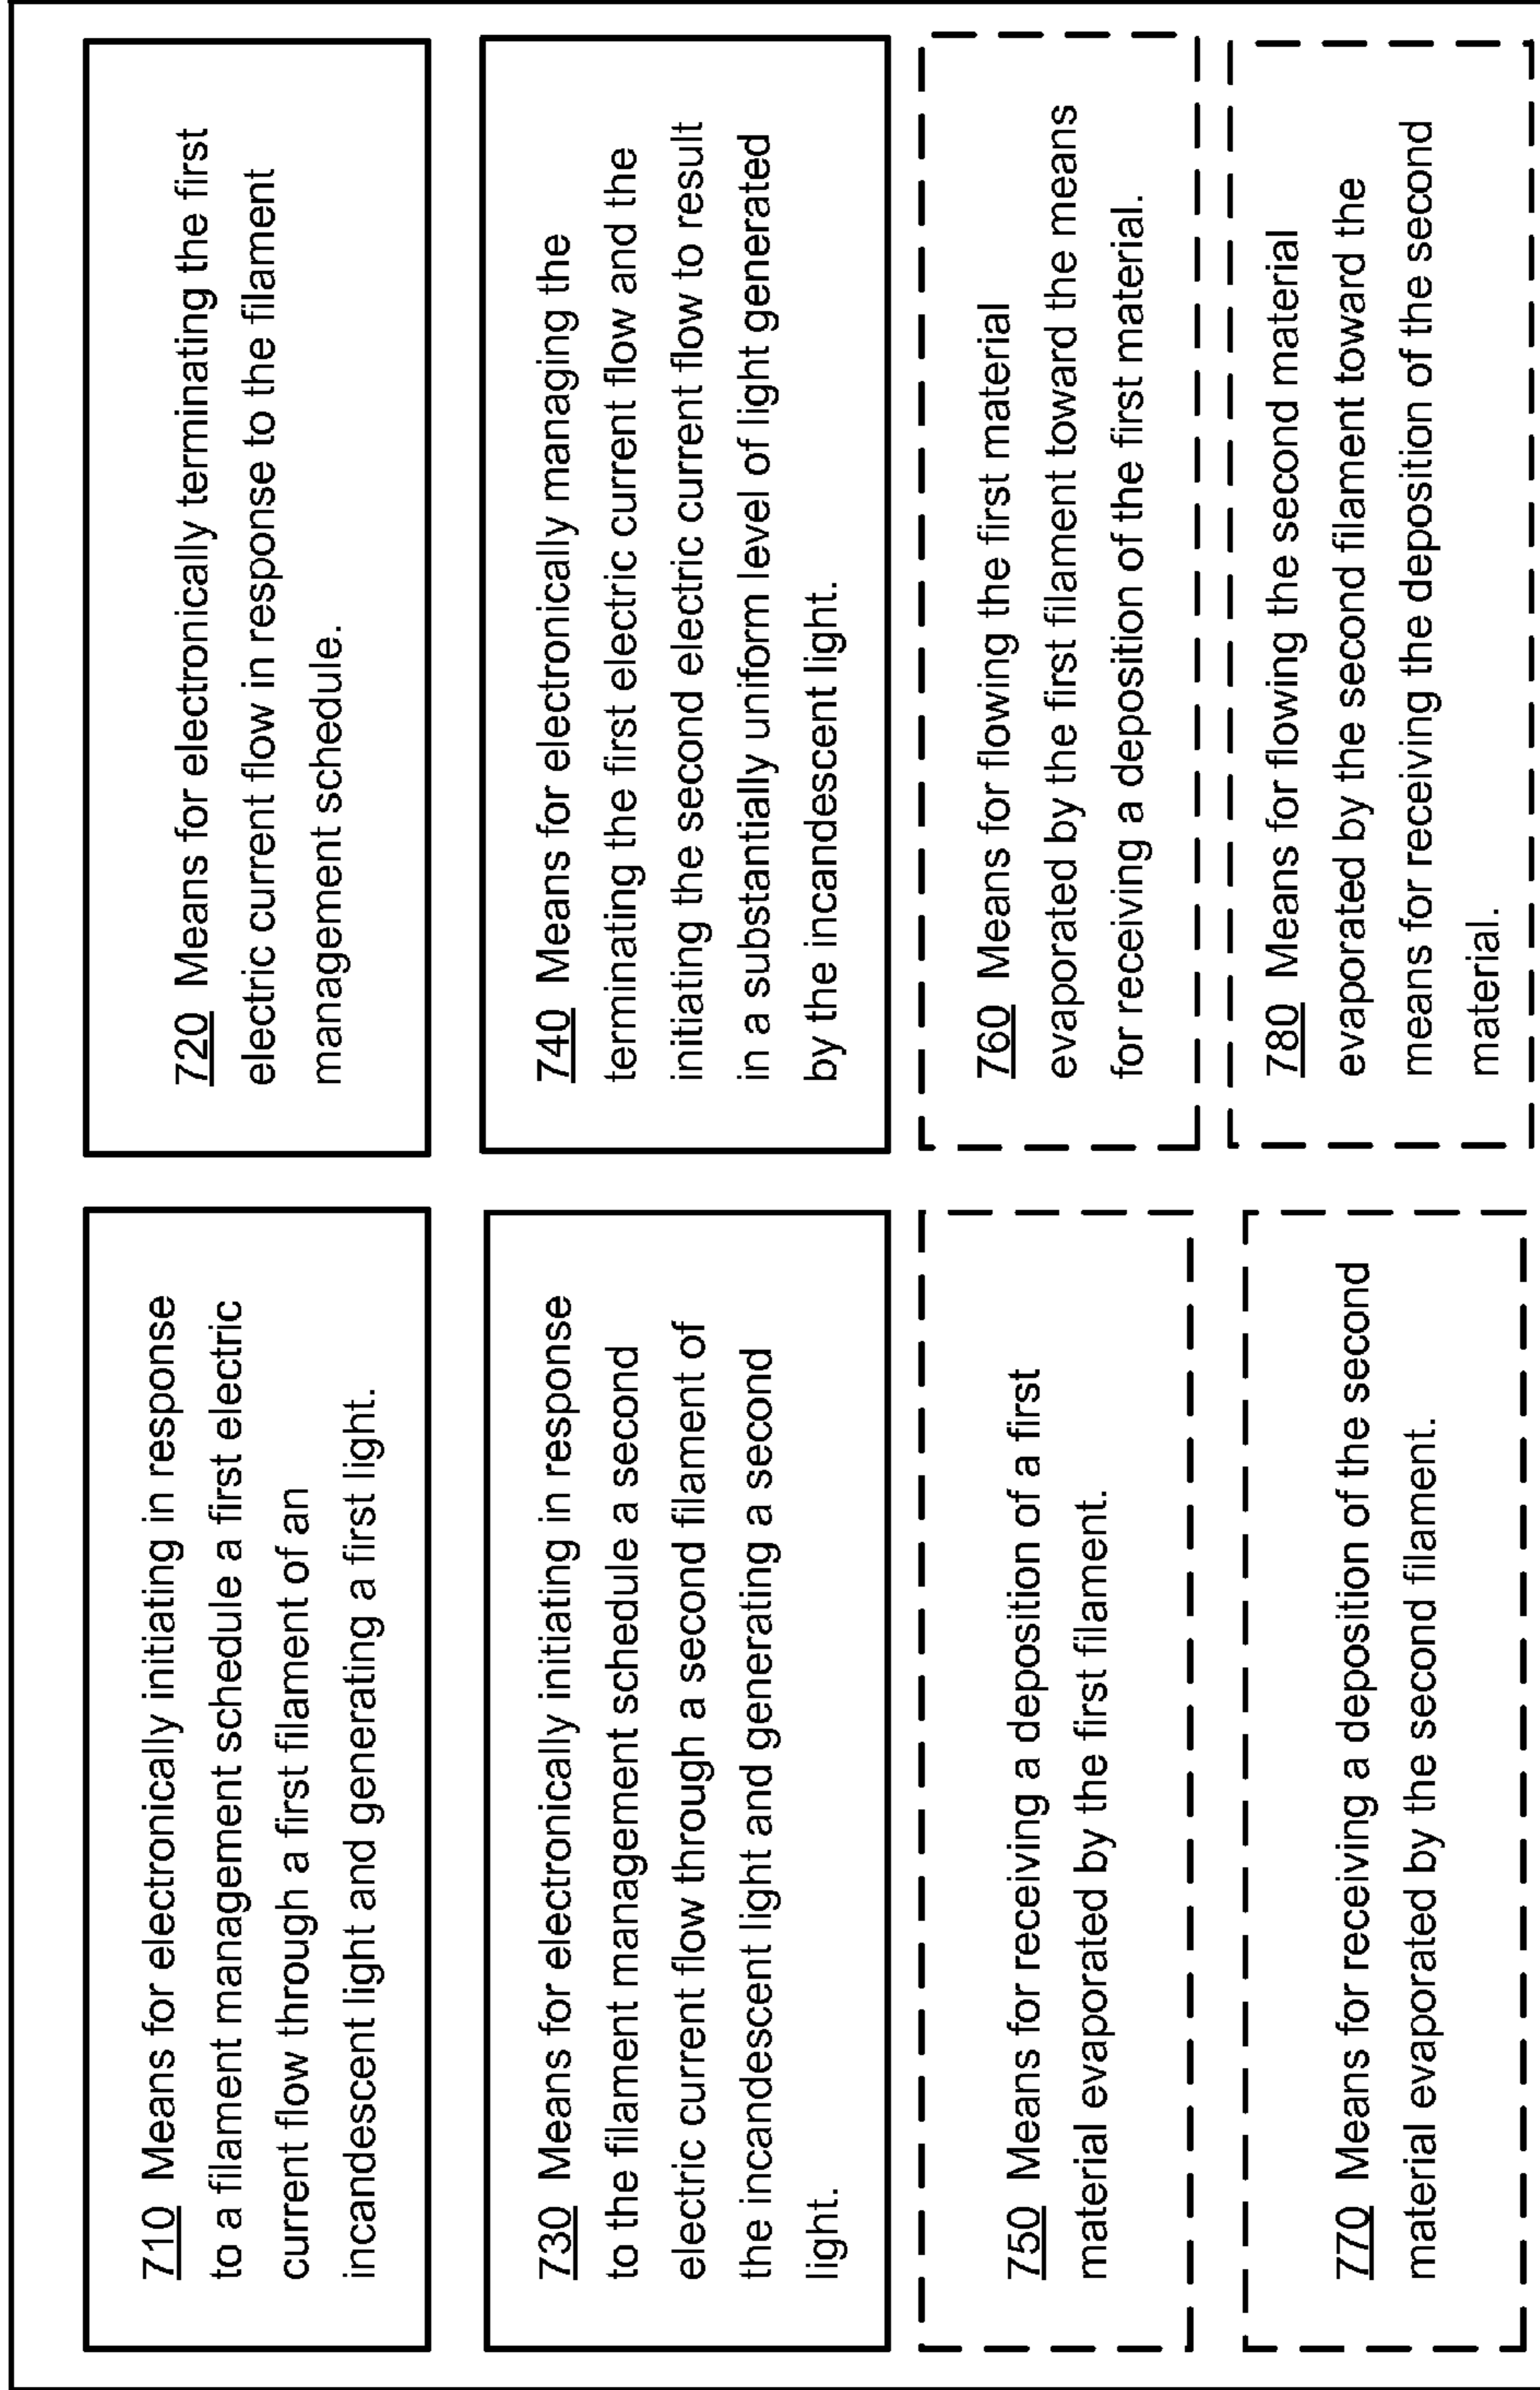 710 Means for electronically initiating in response
to a filament management schedule a first electric
current flow through a first filament of an
incandescent light and generating a first light.
720 Means for electronically terminating the first
electric current flow in response to the filament
management schedule.
730 Means for electronically initiating in response
to the filament management schedule a second
electric current flow through a second filament of
the incandescent light and generating a second
light.
740 Means for electronically managing the
terminating the first electric current flow and the
initiating the second electric current flow to result
in a substantially uniform level of light generated
by the incandescent light.
750 Means for receiving a deposition of a first
material evaporated by the first filament.
760 Means for flowing the first material
evaporated by the first filament toward the means
for receiving a deposition of the first material.
770 Means for receiving a deposition of the second
material evaporated by the second filament.
780 Means for flowing the second material
evaporated by the second filament toward the
means for receiving the deposition of the second
material.